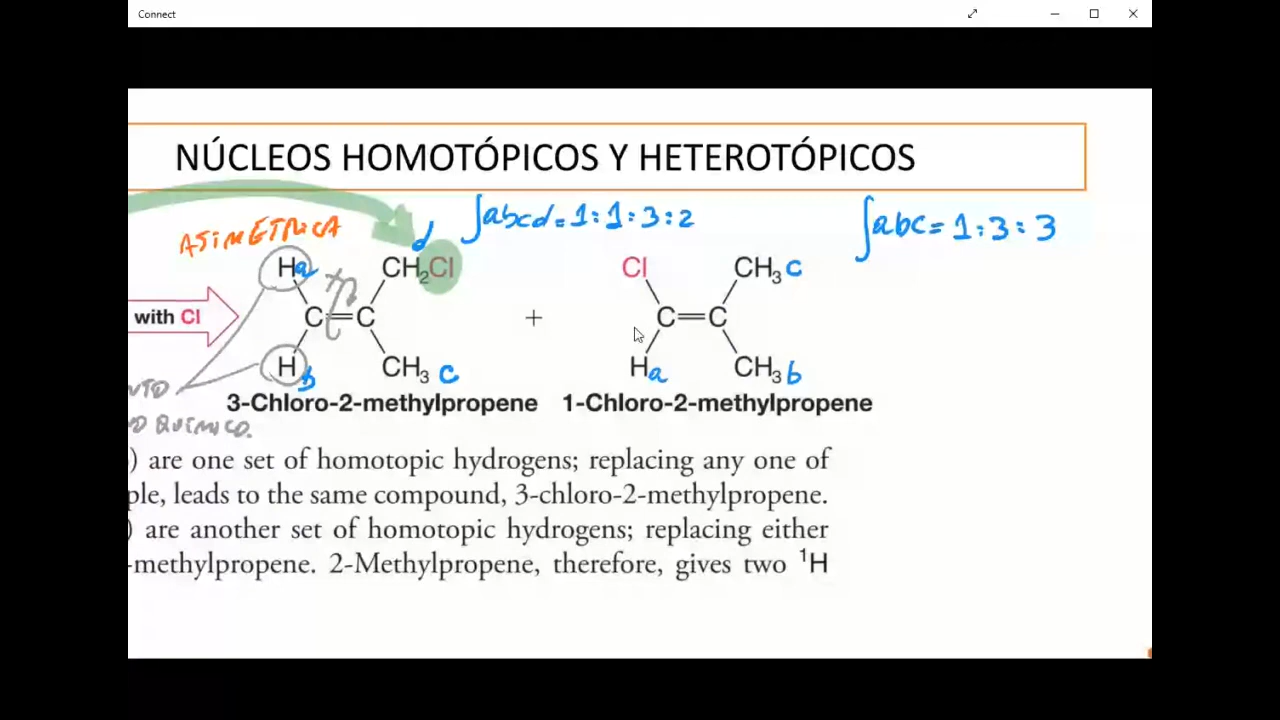 Connect
NÚCLEOS HOMOTÓPICOS Y HETEROTÓPICOS
ASIMÉTRICA
∫abcd=1:1:3:2
∫abc=1:3:3
d
Ha CH₂Cl Cl CH₃ c
with Cl C=C + C=C
H b CH₃ c Ha CH₃ b
3-Chloro-2-methylpropene 1-Chloro-2-methylpropene
QUÍMICO.
) are one set of homotopic hydrogens; replacing any one of
ple, leads to the same compound, 3-chloro-2-methylpropene.
) are another set of homotopic hydrogens; replacing either
-methylpropene. 2-Methylpropene, therefore, gives two ¹H